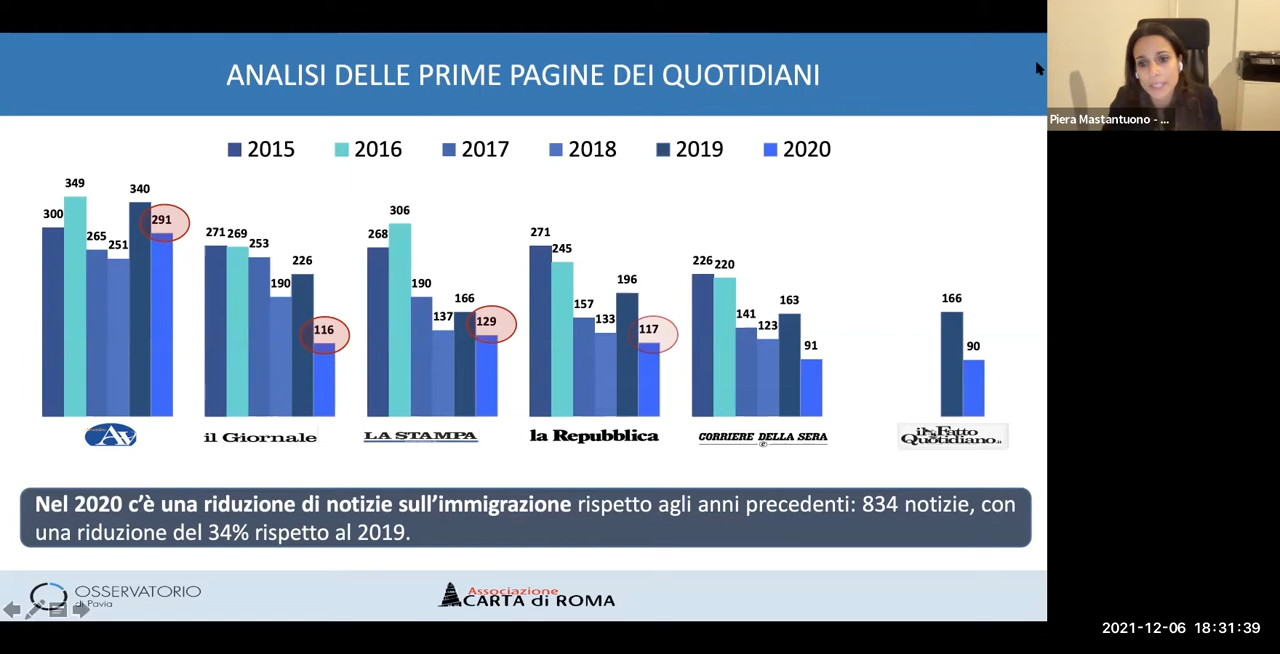 ANALISI DELLE PRIME PAGINE DEI QUOTIDIANI
Piera Mastantuono - ...
2015 2016 2017 2018 2019 2020
300 349 265 251 340 291
271 269 253 190 226 116
268 306 190 137 166 129
271 245 157 133 196 117
226 220 141 123 163 91
166 90
Av
il Giornale
LA STAMPA
la Repubblica
CORRIERE DELLA SERA
il Fatto
Quotidiano.it
Nel 2020 c’è una riduzione di notizie sull’immigrazione rispetto agli anni precedenti: 834 notizie, con
una riduzione del 34% rispetto al 2019.
OSSERVATORIO
di Pavia
Associazione
CARTA di ROMA
2021-12-06 18:31:39